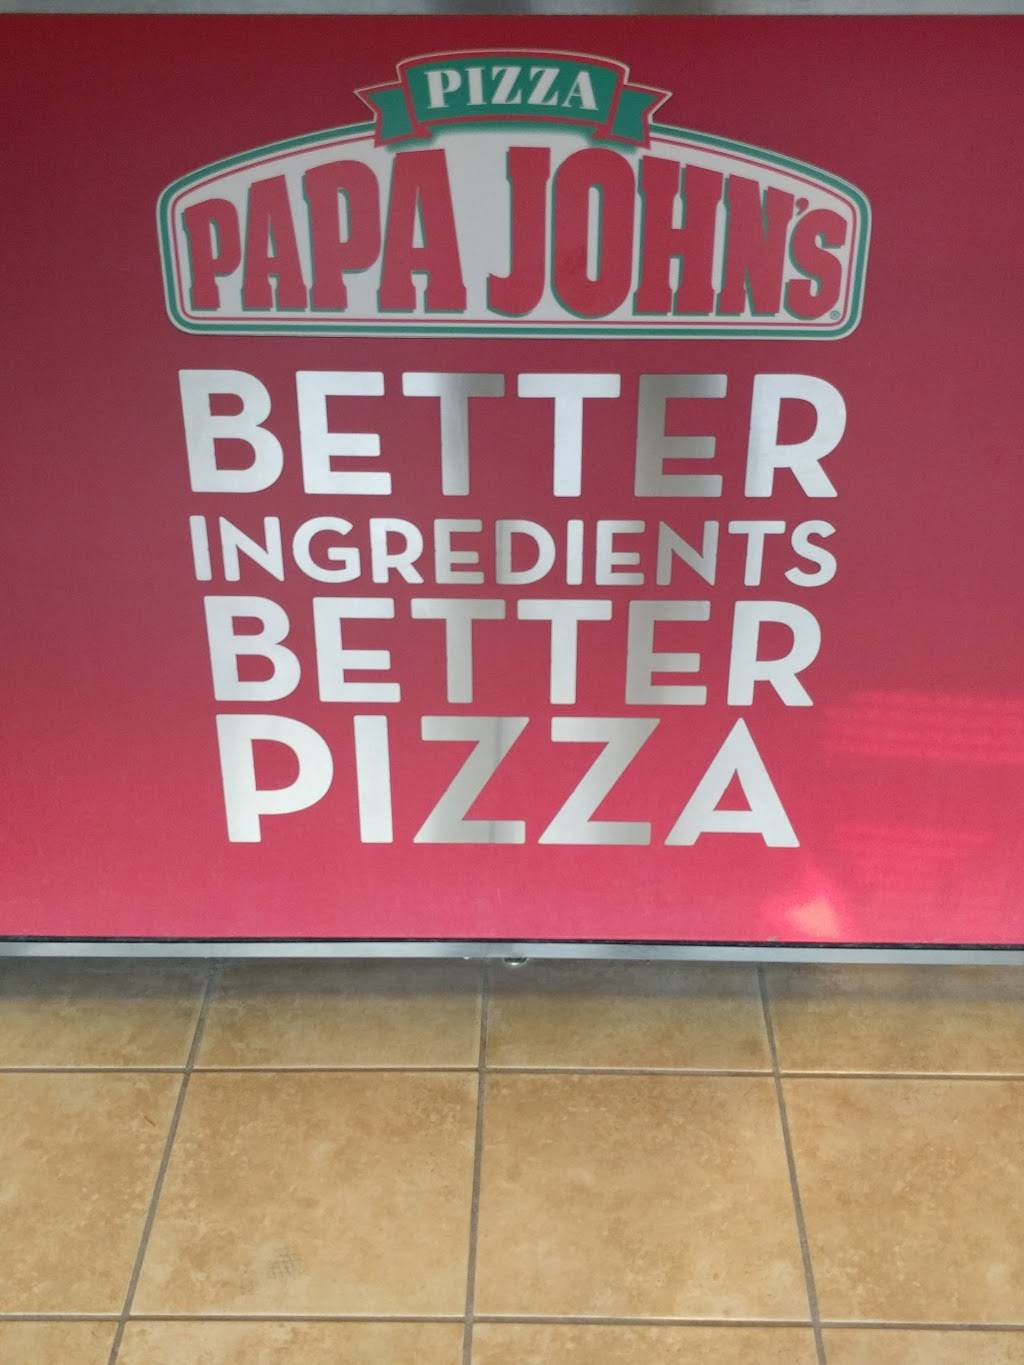 PIZZA
PAPA JOHN'S®
BETTER
INGREDIENTS
BETTER
PIZZA